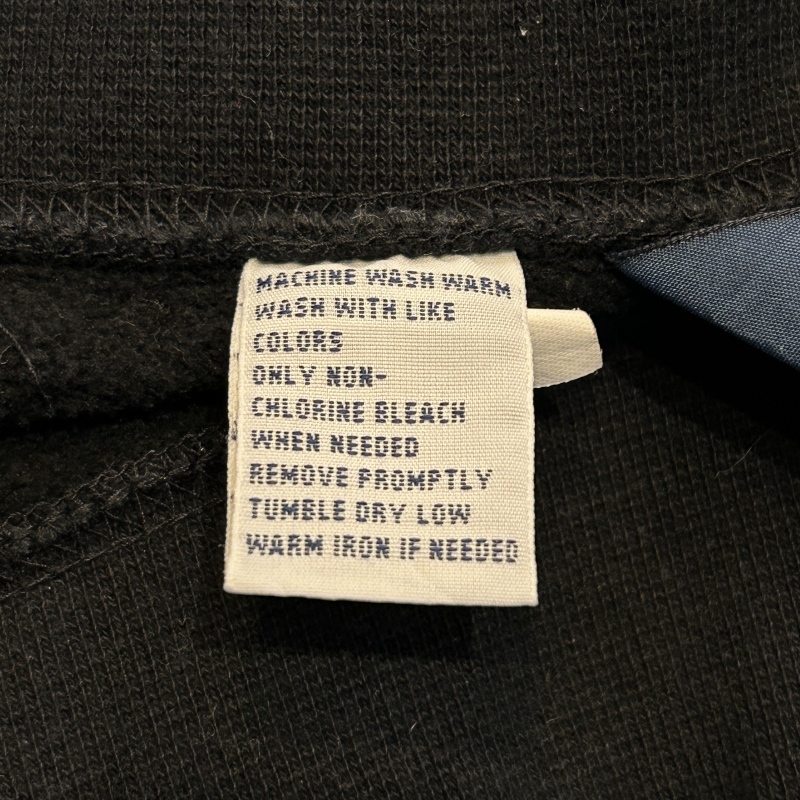 MACHINE WASH WARM
WASH WITH LIKE
COLORS
ONLY NON-
CHLORINE BLEACH
WHEN NEEDED
REMOVE PROMPTLY
TUMBLE DRY LOW
WARM IRON IF NEEDED